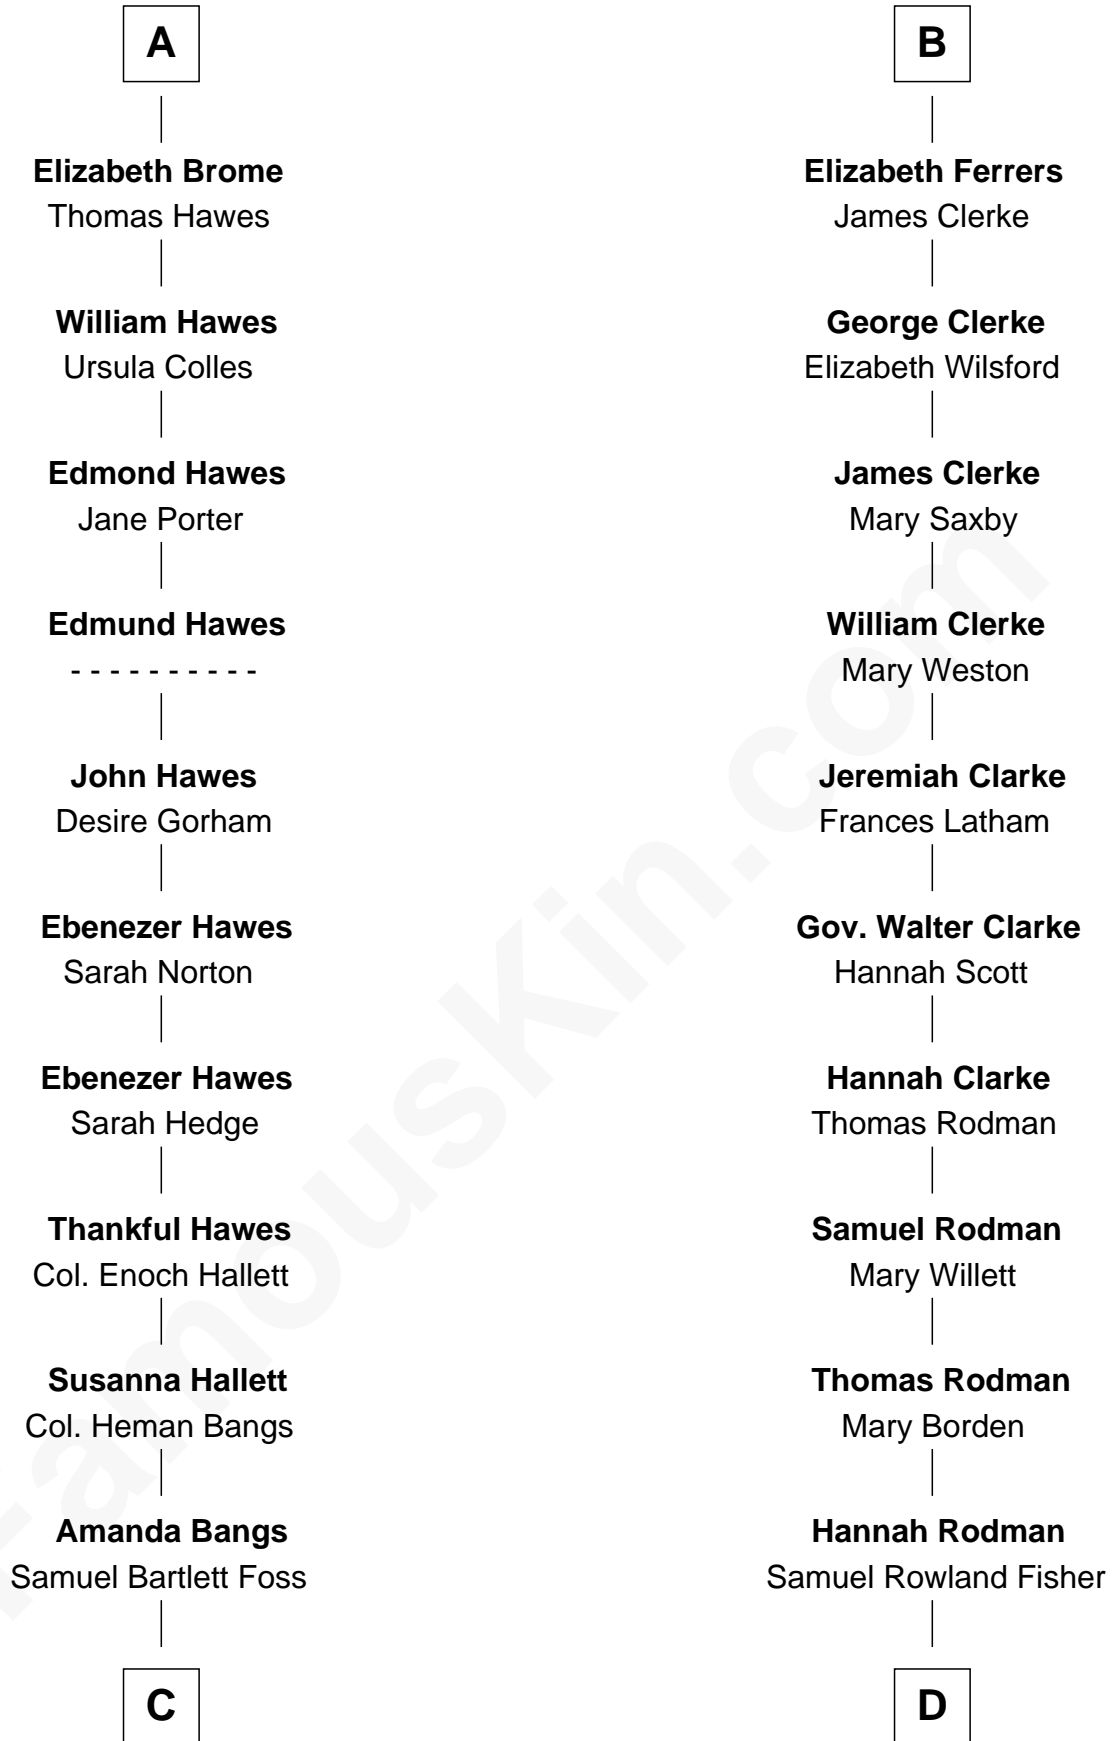 A
Elizabeth Brome
Thomas Hawes
William Hawes
Ursula Colles
Edmond Hawes
Jane Porter
Edmund Hawes
- - - - - - - - - -
John Hawes
Desire Gorham
Ebenezer Hawes
Sarah Norton
Ebenezer Hawes
Sarah Hedge
Thankful Hawes
Col. Enoch Hallett
Susanna Hallett
Col. Heman Bangs
Amanda Bangs
Samuel Bartlett Foss
C
B
Elizabeth Ferrers
James Clerke
George Clerke
Elizabeth Wilsford
James Clerke
Mary Saxby
William Clerke
Mary Weston
Jeremiah Clarke
Frances Latham
Gov. Walter Clarke
Hannah Scott
Hannah Clarke
Thomas Rodman
Samuel Rodman
Mary Willett
Thomas Rodman
Mary Borden
Hannah Rodman
Samuel Rowland Fisher
D
FamousKin.com